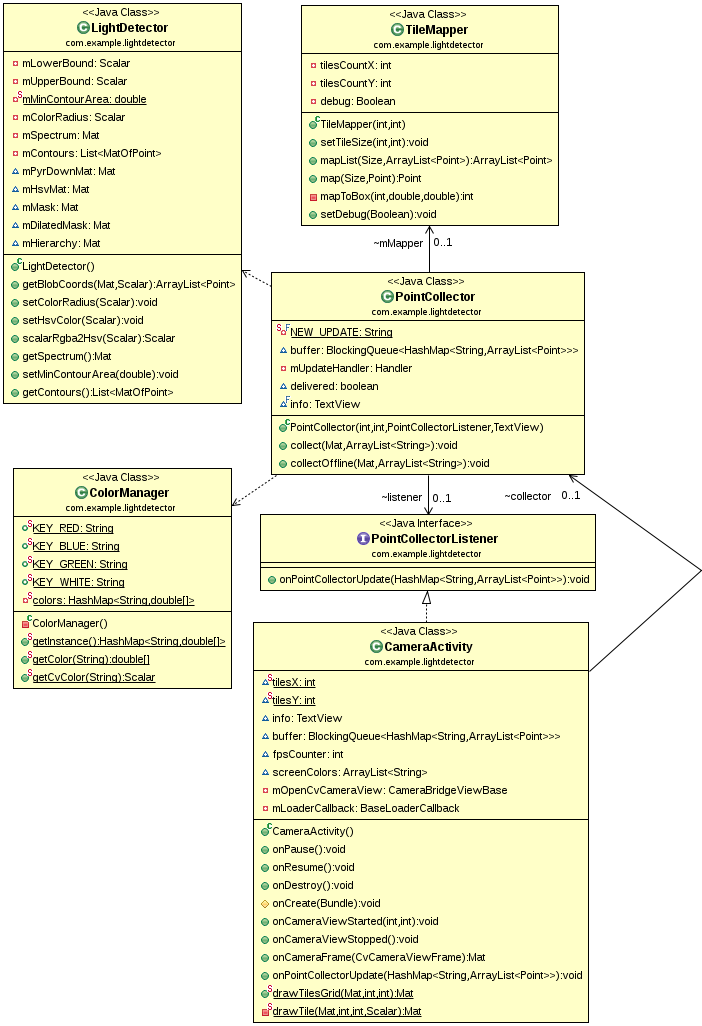 <<Java Class>>
LightDetector
com.example.lightdetector
mLowerBound: Scalar
mUpperBound: Scalar
S mMinContourArea: double
mColorRadius: Scalar
mSpectrum: Mat
mContours: List<MatOfPoint>
mPyrDownMat: Mat
mHsvMat: Mat
mMask: Mat
mDilatedMask: Mat
mHierarchy: Mat
C LightDetector()
getBlobCoords(Mat,Scalar):ArrayList<Point>
setColorRadius(Scalar):void
setHsvColor(Scalar):void
scalarRgba2Hsv(Scalar):Scalar
getSpectrum():Mat
setMinContourArea(double):void
getContours():List<MatOfPoint>
<<Java Class>>
TileMapper
com.example.lightdetector
tilesCountX: int
tilesCountY: int
debug: Boolean
C TileMapper(int,int)
setTileSize(int,int):void
mapList(Size,ArrayList<Point>):ArrayList<Point>
map(Size,Point):Point
mapToBox(int,double,double):int
setDebug(Boolean):void
~mMapper 0..1
<<Java Class>>
PointCollector
com.example.lightdetector
S F NEW_UPDATE: String
buffer: BlockingQueue<HashMap<String,ArrayList<Point>>>
mUpdateHandler: Handler
delivered: boolean
F info: TextView
C PointCollector(int,int,PointCollectorListener,TextView)
collect(Mat,ArrayList<String>):void
collectOffline(Mat,ArrayList<String>):void
~listener 0..1
~collector 0..1
<<Java Class>>
ColorManager
com.example.lightdetector
S KEY_RED: String
S KEY_BLUE: String
S KEY_GREEN: String
S KEY_WHITE: String
S colors: HashMap<String,double[]>
C ColorManager()
S getInstance():HashMap<String,double[]>
S getColor(String):double[]
S getCvColor(String):Scalar
<<Java Interface>>
PointCollectorListener
com.example.lightdetector
onPointCollectorUpdate(HashMap<String,ArrayList<Point>>):void
<<Java Class>>
CameraActivity
com.example.lightdetector
S tilesX: int
S tilesY: int
info: TextView
buffer: BlockingQueue<HashMap<String,ArrayList<Point>>>
fpsCounter: int
screenColors: ArrayList<String>
mOpenCvCameraView: CameraBridgeViewBase
mLoaderCallback: BaseLoaderCallback
C CameraActivity()
onPause():void
onResume():void
onDestroy():void
onCreate(Bundle):void
onCameraViewStarted(int,int):void
onCameraViewStopped():void
onCameraFrame(CvCameraViewFrame):Mat
onPointCollectorUpdate(HashMap<String,ArrayList<Point>>):void
S drawTilesGrid(Mat,int,int):Mat
S drawTile(Mat,int,int,Scalar):Mat